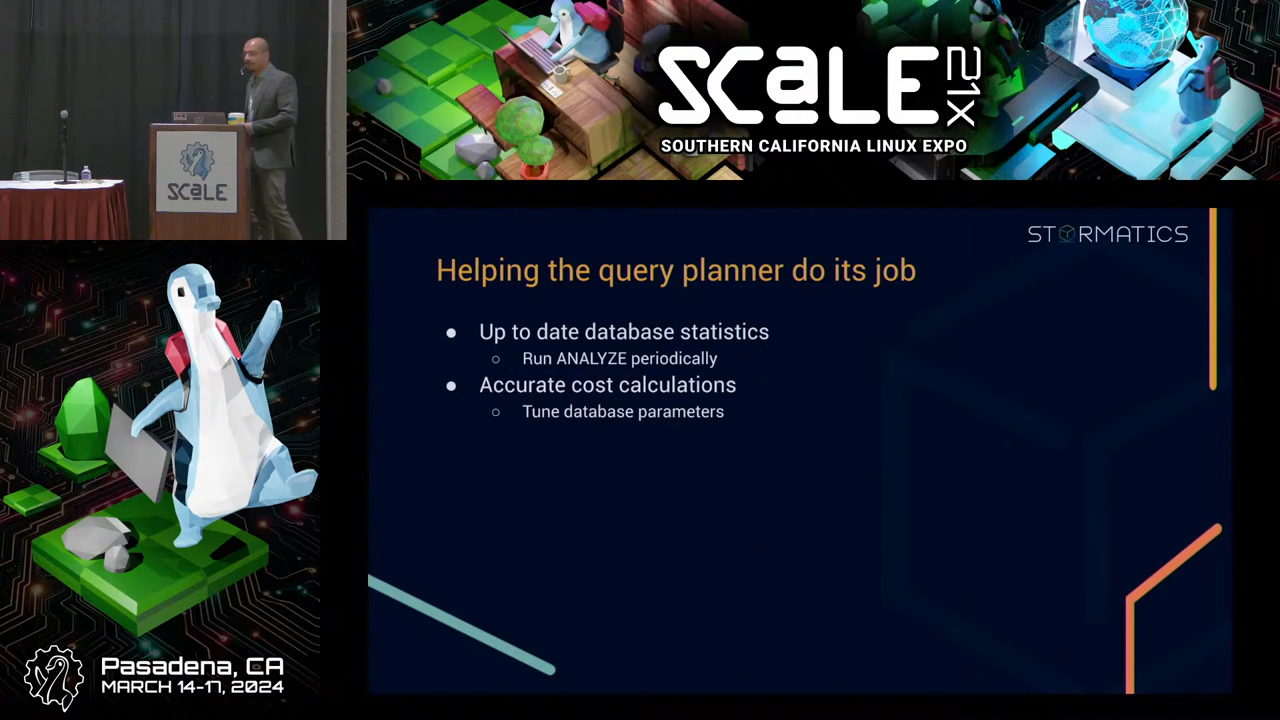 SCALE 21X
SOUTHERN CALIFORNIA LINUX EXPO
SCALE
STORMATICS
Helping the query planner do its job
● Up to date database statistics
○ Run ANALYZE periodically
● Accurate cost calculations
○ Tune database parameters
Pasadena, CA
MARCH 14-17, 2024